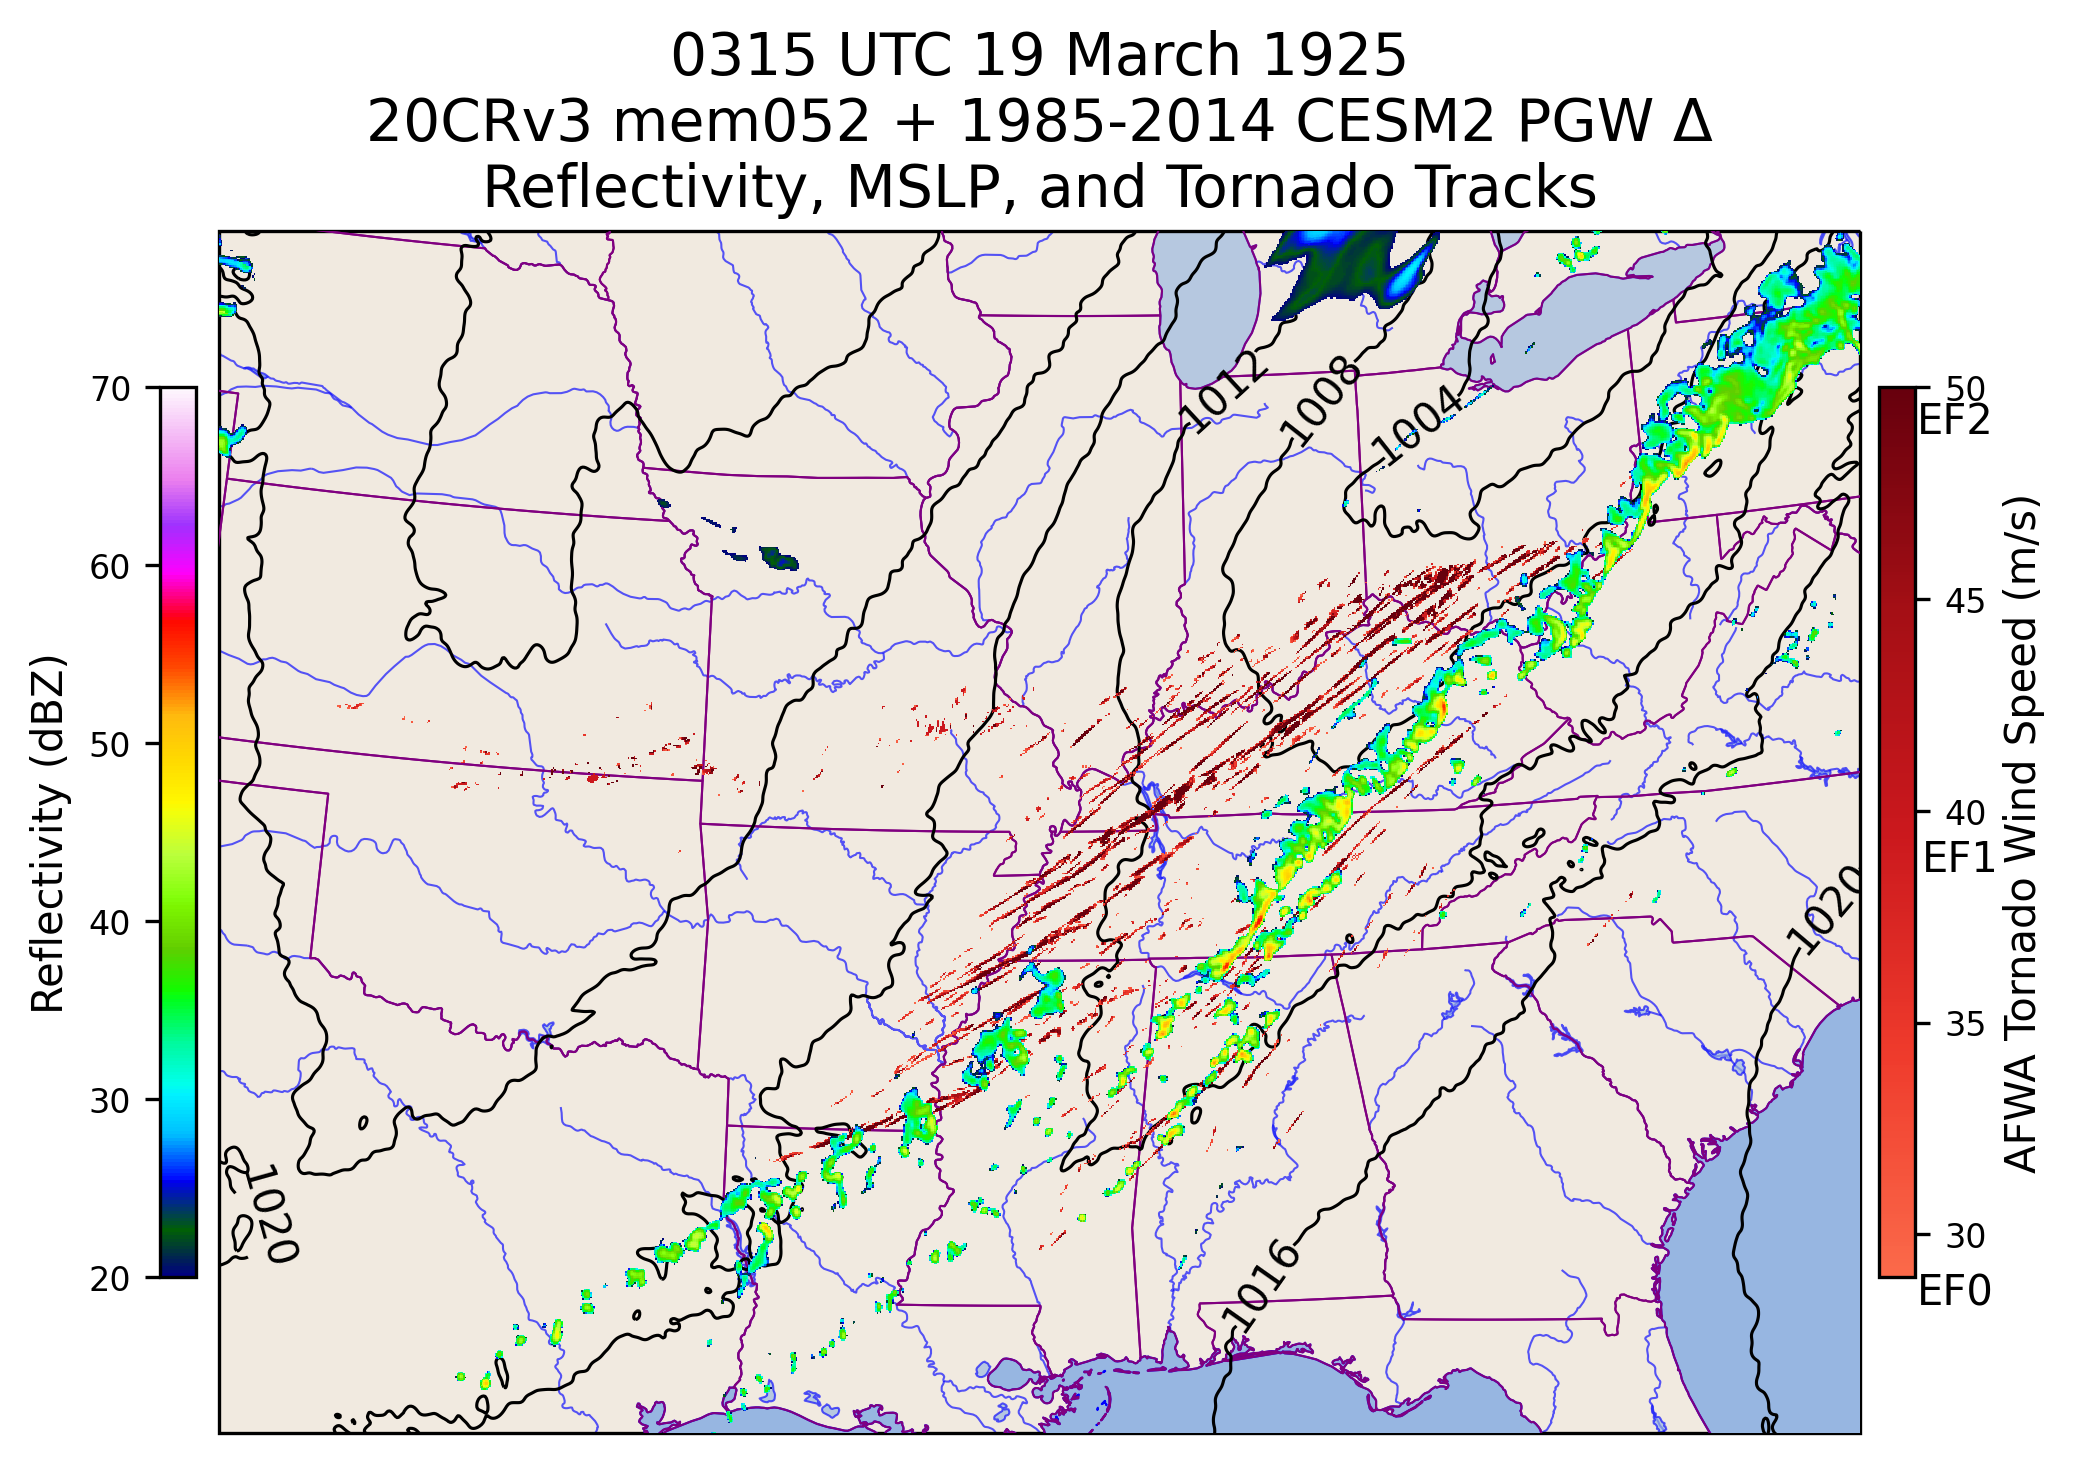 0315 UTC 19 March 1925
20CRv3 mem052 + 1985-2014 CESM2 PGW Δ
Reflectivity, MSLP, and Tornado Tracks
70
60
50
40
30
20
Reflectivity (dBZ)
1012
1008
1004
1020
1020
1016
50
EF2
45
40
EF1
35
30
EF0
AFWA Tornado Wind Speed (m/s)